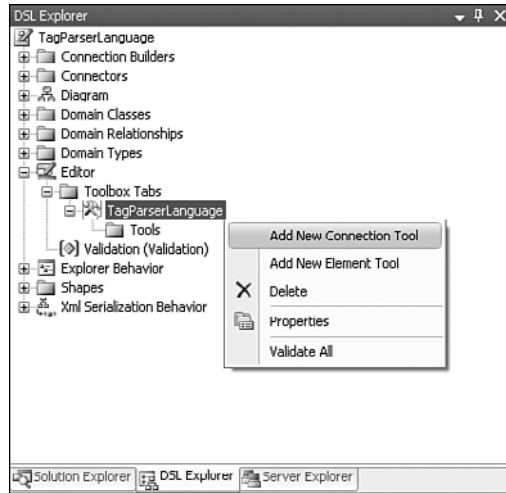 DSL Explorer
TagParserLanguage
Connection Builders
Connectors
Diagram
Domain Classes
Domain Relationships
Domain Types
Editor
Toolbox Tabs
TagParserLanguage
Tools
Validation (Validation)
Explorer Behavior
Shapes
Xml Serialization Behavior
Add New Connection Tool
Add New Element Tool
Delete
Properties
Validate All
Solution Explorer DSL Explorer Server Explorer